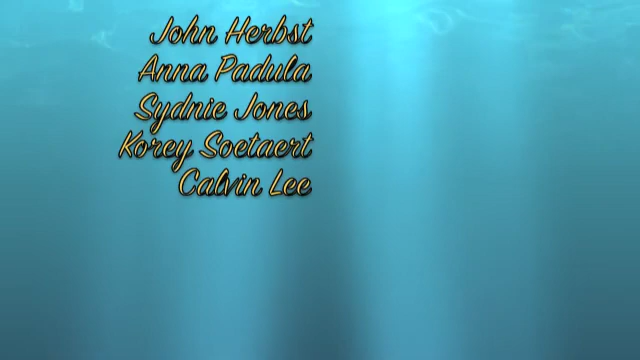 John Herbst
Anna Padula
Sydnie Jones
Korey Soetaert
Calvin Lee